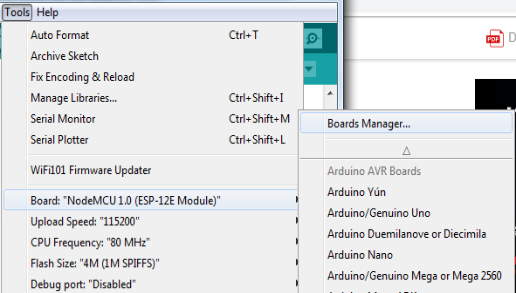 Tools Help
Auto Format Ctrl+T
Archive Sketch
Fix Encoding & Reload
Manage Libraries... Ctrl+Shift+I
Serial Monitor Ctrl+Shift+M
Serial Plotter Ctrl+Shift+L
WiFi101 Firmware Updater
Board: "NodeMCU 1.0 (ESP-12E Module)"
Upload Speed: "115200"
CPU Frequency: "80 MHz"
Flash Size: "4M (1M SPIFFS)"
Debug port: "Disabled"
PDF D
Boards Manager...
Arduino AVR Boards
Arduino Yún
Arduino/Genuino Uno
Arduino Duemilanove or Diecimila
Arduino Nano
Arduino/Genuino Mega or Mega 2560